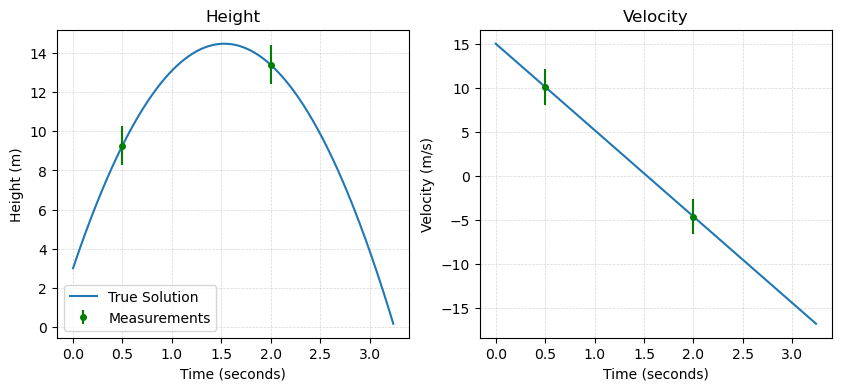 Height
Height (m)
14
12
10
8
6
4
2
0
True Solution
Measurements
0.0 0.5 1.0 1.5 2.0 2.5 3.0
Time (seconds)
Velocity
Velocity (m/s)
15
10
5
0
−5
−10
−15
0.0 0.5 1.0 1.5 2.0 2.5 3.0
Time (seconds)